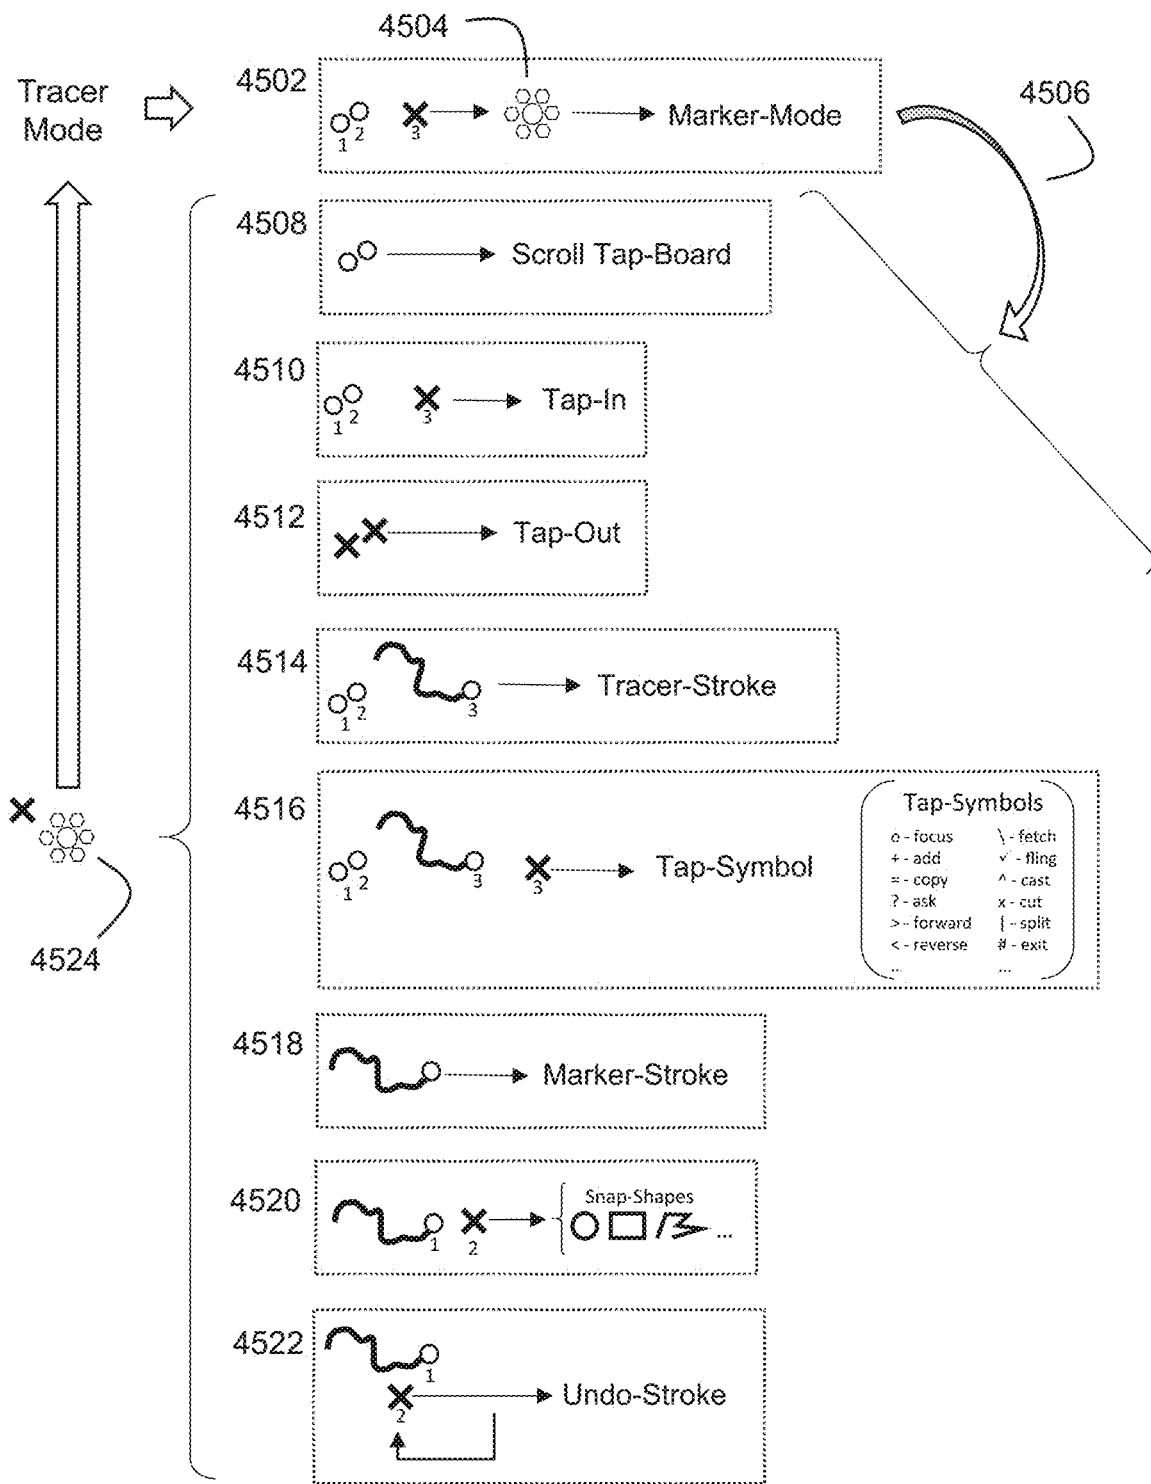 4504
Tracer
Mode
4502
1 2 3
Marker-Mode
4506
4508
Scroll Tap-Board
4510
1 2 3
Tap-In
4512
Tap-Out
4514
1 2 3
Tracer-Stroke
4516
1 2 3 3
Tap-Symbol
Tap-Symbols
o - focus \ - fetch
+ - add ✓ - fling
= - copy ^ - cast
? - ask x - cut
> - forward | - split
< - reverse # - exit
... ...
4524
4518
Marker-Stroke
4520
1 2
Snap-Shapes
...
4522
1
2
Undo-Stroke